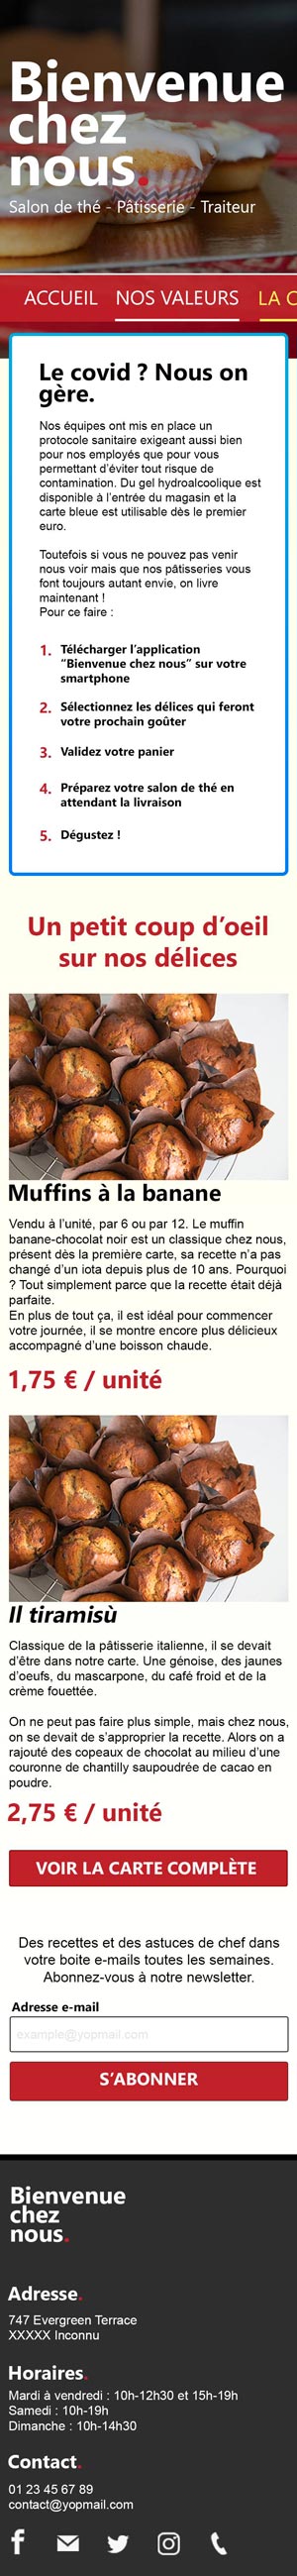 Bienvenue
chez
nous.
Salon de thé - Pâtisserie - Traiteur
ACCUEIL NOS VALEURS LA C
Le covid ? Nous on
gère.
Nos équipes ont mis en place un
protocole sanitaire exigeant aussi bien
pour nos employés que pour vous
permettant d'éviter tout risque de
contamination. Du gel hydroalcoolique est
disponible à l'entrée du magasin et la
carte bleue est utilisable dès le premier
euro.
Toutefois si vous ne pouvez pas venir
nous voir mais que nos pâtisseries vous
font toujours autant envie, on livre
maintenant !
Pour ce faire :
1. Télécharger l'application
"Bienvenue chez nous" sur votre
smartphone
2. Sélectionnez les délices qui feront
votre prochain goûter
3. Validez votre panier
4. Préparez votre salon de thé en
attendant la livraison
5. Dégustez !
Un petit coup d'oeil
sur nos délices
Muffins à la banane
Vendu à l'unité, par 6 ou par 12. Le muffin
banane-chocolat noir est un classique chez nous,
présent dès la première carte, sa recette n'a pas
changé d'un iota depuis plus de 10 ans. Pourquoi
? Tout simplement parce que la recette était déjà
parfaite.
En plus de tout ça, il est idéal pour commencer
votre journée, il se montre encore plus délicieux
accompagné d'une boisson chaude.
1,75 € / unité
Il tiramisù
Classique de la pâtisserie italienne, il se devait
d'être dans notre carte. Une génoise, des jaunes
d'oeufs, du mascarpone, du café froid et de la
crème fouettée.
On ne peut pas faire plus simple, mais chez nous,
on se devait de s'approprier la recette. Alors on a
rajouté des copeaux de chocolat au milieu d'une
couronne de chantilly saupoudrée de cacao en
poudre.
2,75 € / unité
VOIR LA CARTE COMPLÈTE
Des recettes et des astuces de chef dans
votre boite e-mails toutes les semaines.
Abonnez-vous à notre newsletter.
Adresse e-mail
example@yopmail.com
S'ABONNER
Bienvenue
chez
nous.
Adresse.
747 Evergreen Terrace
XXXXX Inconnu
Horaires.
Mardi à vendredi : 10h-12h30 et 15h-19h
Samedi : 10h-19h
Dimanche : 10h-14h30
Contact.
01 23 45 67 89
contact@yopmail.com